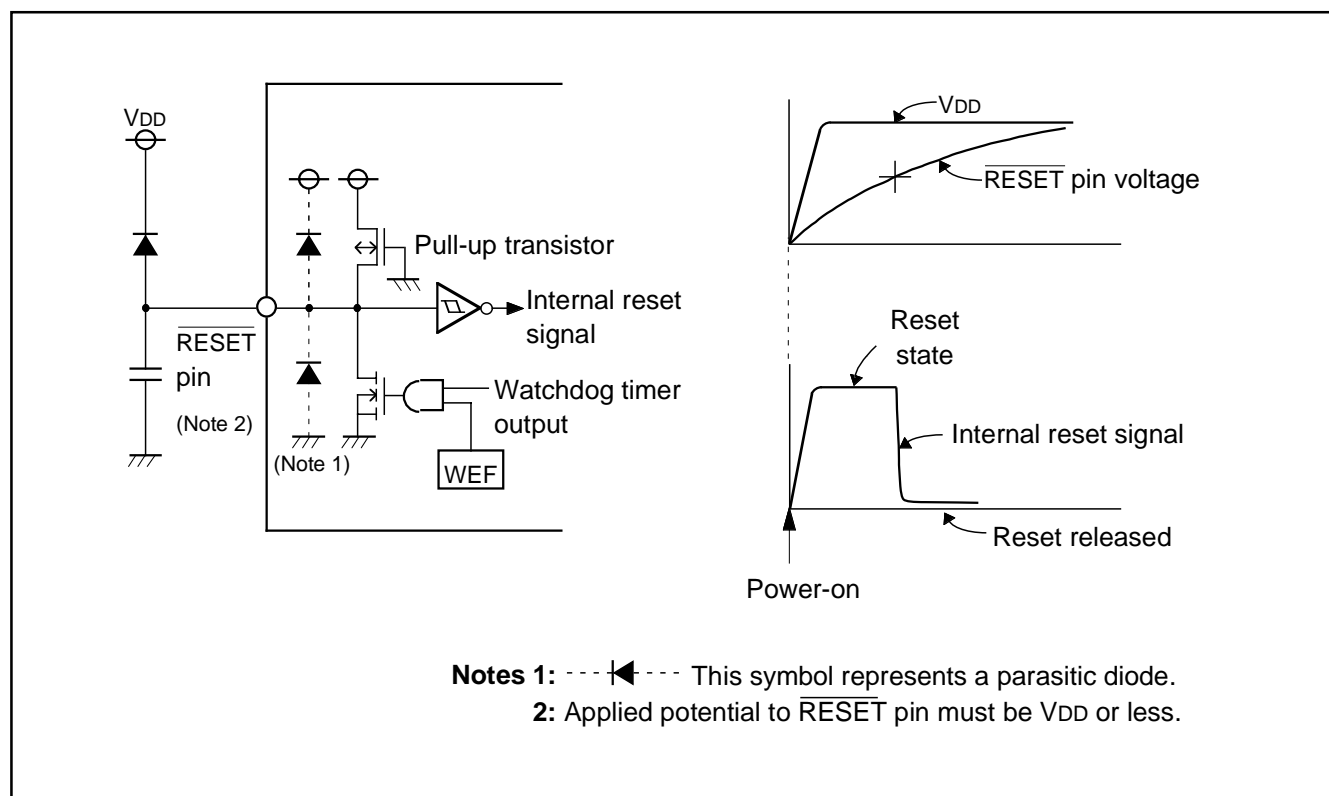 VDD
Pull-up transistor
Internal reset
signal
RESET
pin
(Note 2)
Watchdog timer
output
(Note 1)
WEF
VDD
RESET pin voltage
Reset
state
Internal reset signal
Reset released
Power-on
Notes 1: This symbol represents a parasitic diode.
2: Applied potential to RESET pin must be VDD or less.